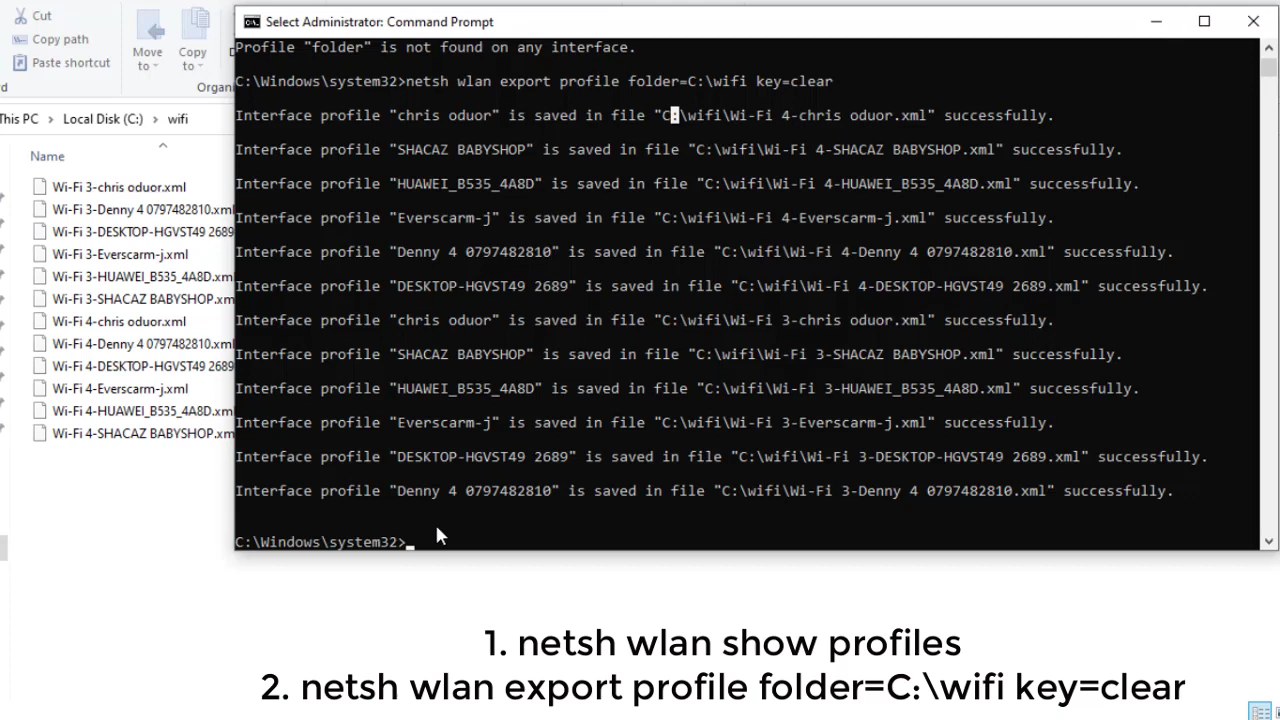 Cut
Copy path
Paste shortcut
Move to
Copy to
Organi
This PC > Local Disk (C:) > wifi
Name
Wi-Fi 3-chris oduor.xml
Wi-Fi 3-Denny 4 0797482810.xml
Wi-Fi 3-DESKTOP-HGVST49 2689
Wi-Fi 3-Everscarm-j.xml
Wi-Fi 3-HUAWEI_B535_4A8D.xml
Wi-Fi 3-SHACAZ BABYSHOP.xm
Wi-Fi 4-chris oduor.xml
Wi-Fi 4-Denny 4 0797482810.xml
Wi-Fi 4-DESKTOP-HGVST49 2689
Wi-Fi 4-Everscarm-j.xml
Wi-Fi 4-HUAWEI_B535_4A8D.xml
Wi-Fi 4-SHACAZ BABYSHOP.xm
Select Administrator: Command Prompt
Profile "folder" is not found on any interface.
C:\Windows\system32>netsh wlan export profile folder=C:\wifi key=clear
Interface profile "chris oduor" is saved in file "C:\wifi\Wi-Fi 4-chris oduor.xml" successfully.
Interface profile "SHACAZ BABYSHOP" is saved in file "C:\wifi\Wi-Fi 4-SHACAZ BABYSHOP.xml" successfully.
Interface profile "HUAWEI_B535_4A8D" is saved in file "C:\wifi\Wi-Fi 4-HUAWEI_B535_4A8D.xml" successfully.
Interface profile "Everscarm-j" is saved in file "C:\wifi\Wi-Fi 4-Everscarm-j.xml" successfully.
Interface profile "Denny 4 0797482810" is saved in file "C:\wifi\Wi-Fi 4-Denny 4 0797482810.xml" successfully.
Interface profile "DESKTOP-HGVST49 2689" is saved in file "C:\wifi\Wi-Fi 4-DESKTOP-HGVST49 2689.xml" successfully.
Interface profile "chris oduor" is saved in file "C:\wifi\Wi-Fi 3-chris oduor.xml" successfully.
Interface profile "SHACAZ BABYSHOP" is saved in file "C:\wifi\Wi-Fi 3-SHACAZ BABYSHOP.xml" successfully.
Interface profile "HUAWEI_B535_4A8D" is saved in file "C:\wifi\Wi-Fi 3-HUAWEI_B535_4A8D.xml" successfully.
Interface profile "Everscarm-j" is saved in file "C:\wifi\Wi-Fi 3-Everscarm-j.xml" successfully.
Interface profile "DESKTOP-HGVST49 2689" is saved in file "C:\wifi\Wi-Fi 3-DESKTOP-HGVST49 2689.xml" successfully.
Interface profile "Denny 4 0797482810" is saved in file "C:\wifi\Wi-Fi 3-Denny 4 0797482810.xml" successfully.
C:\Windows\system32>
1. netsh wlan show profiles
2. netsh wlan export profile folder=C:\wifi key=clear